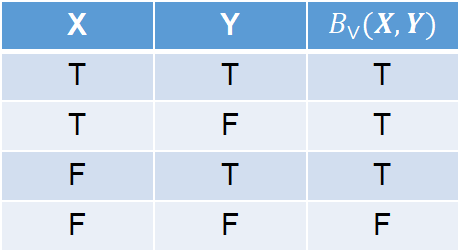 X Y B∨(X, Y)
T T T
T F T
F T T
F F F